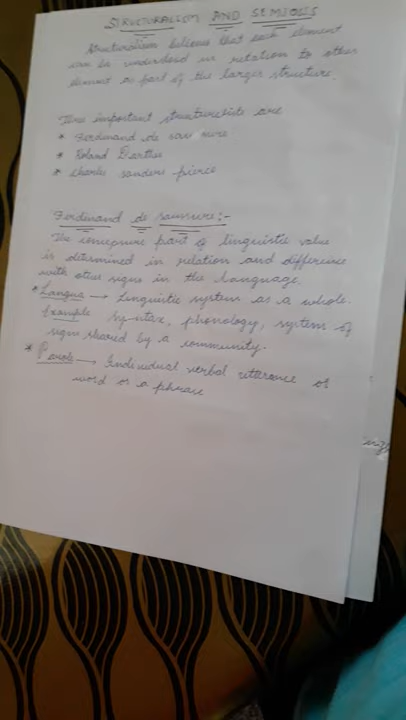 STRUCTURALISM AND SEMIOTICS
Structuralism believes that each element
can be understood in relation to other
element as part of the larger structure.
Three important structuralists are
* Ferdinand de saussure.
* Roland Barthes
* Charles sanders pierce
Ferdinand de saussure:-
The part of linguistic value
is determined in relation and difference
with other signs in the language.
* Langua → Linguistic system as a whole.
Example Syntax, phonology, system of
signs shared by a community.
* Parole → Individual verbal utterance of
word or a phrase